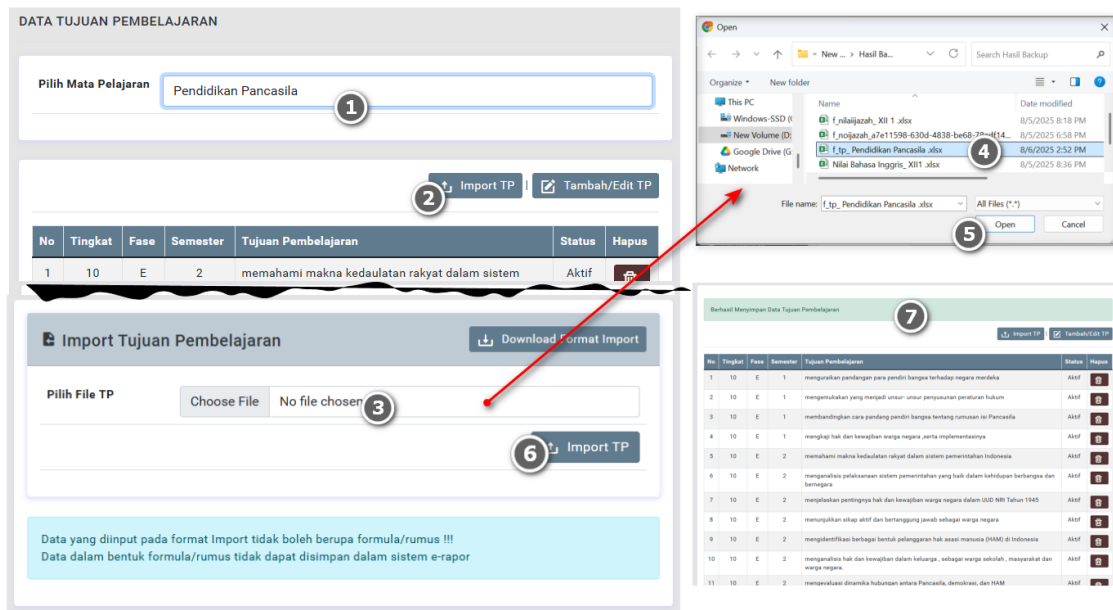 DATA TUJUAN PEMBELAJARAN
Pilih Mata Pelajaran
Pendidikan Pancasila
1
2
Import TP | Tambah/Edit TP
No Tingkat Fase Semester Tujuan Pembelajaran Status Hapus
1 10 E 2 memahami makna kedaulatan rakyat dalam sistem Aktif
Import Tujuan Pembelajaran
Download Format Import
Pilih File TP
Choose File No file chosen
3
6
Import TP
Data yang diinput pada format Import tidak boleh berupa formula/rumus !!!
Data dalam bentuk formula/rumus tidak dapat disimpan dalam sistem e-rapor
Open
New ... > Hasil Ba...
Search Hasil Backup
Organize New folder
This PC
Windows-SSD (
New Volume (D:
Google Drive (G
Network
Name Date modified
f_nilaiijazah_ XII 1 .xlsx 8/5/2025 8:18 PM
f_noijazah_a7e11598-630d-4838-be68- 8/5/2025 6:58 PM
f_tp_ Pendidikan Pancasila .xlsx 8/6/2025 2:52 PM
Nilai Bahasa Inggris_ XII1 .xlsx 8/5/2025 8:36 PM
4
File name: f_tp_ Pendidikan Pancasila .xlsx All Files (*.*)
5
Open Cancel
Berhasil Menyimpan Data Tujuan Pembelajaran
7
Import TP | Tambah/Edit TP
No Tingkat Fase Semester Tujuan Pembelajaran Status Hapus
1 10 E 1 menguraikan pandangan para pendiri bangsa terhadap negara merdeka Aktif
2 10 E 1 mengemukakan yang menjadi unsur- unsur penyusunan peraturan hukum Aktif
3 10 E 1 membandingkan cara pandang pendiri bangsa tentang rumusan isi Pancasila Aktif
4 10 E 1 mengkaji hak dan kewajiban warga negara ,serta implementasinya Aktif
5 10 E 2 memahami makna kedaulatan rakyat dalam sistem pemerintahan Indonesia Aktif
6 10 E 2 menganalisis pelaksanaan sistem pemerintahan yang baik dalam kehidupan berbangsa dan Aktif
bernegara
7 10 E 2 menjelaskan pentingnya hak dan kewajiban warga negara dalam UUD NRI Tahun 1945 Aktif
8 10 E 2 menunjukkan sikap aktif dan bertanggung jawab sebagai warga negara Aktif
9 10 E 2 mengidentifikasi berbagai bentuk pelanggaran hak asasi manusia (HAM) di Indonesia Aktif
10 10 E 2 menganalisis hak dan kewajiban dalam keluarga , sebagai warga sekolah , masyarakat dan Aktif
warga negara.
11 10 E 2 mengevaluasi dinamika hubungan antara Pancasila, demokrasi, dan HAM Aktif